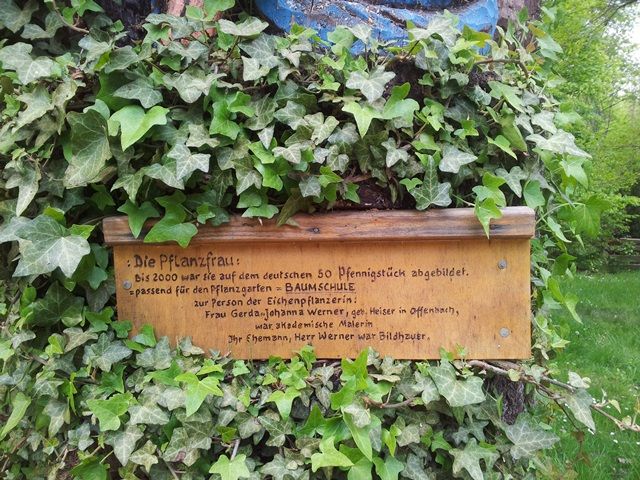 : Die Pflanzfrau :
Bis 2000 war sie auf dem deutschen 50 Pfennigstück abgebildet.
= passend für den Pflanzgarten = BAUMSCHULE
zur Person der Eichenpflanzerin:
Frau Gerda-Johanna Werner, geb. Heiser in Offenbach,
war akademische Malerin
Ihr Ehemann, Herr Werner war Bildhauer.